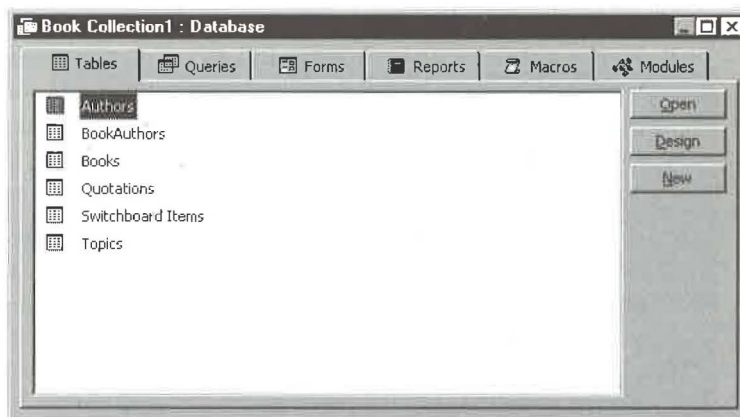 Book Collection1 : Database
Tables Queries Forms Reports Macros Modules
Authors
BookAuthors
Books
Quotations
Switchboard Items
Topics
Open
Design
New